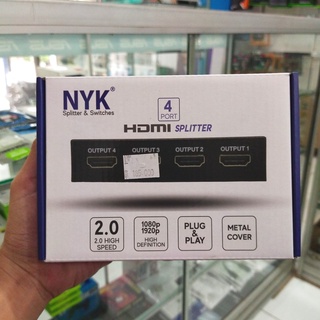 NYK®
Splitter & Switches
4
PORT
HDMI SPLITTER
OUTPUT 4
OUTPUT 3
OUTPUT 2
OUTPUT 1
2.0
2.0 HIGH
SPEED
1080p
1920p
HIGH
DEFINITION
PLUG
&
PLAY
METAL
COVER